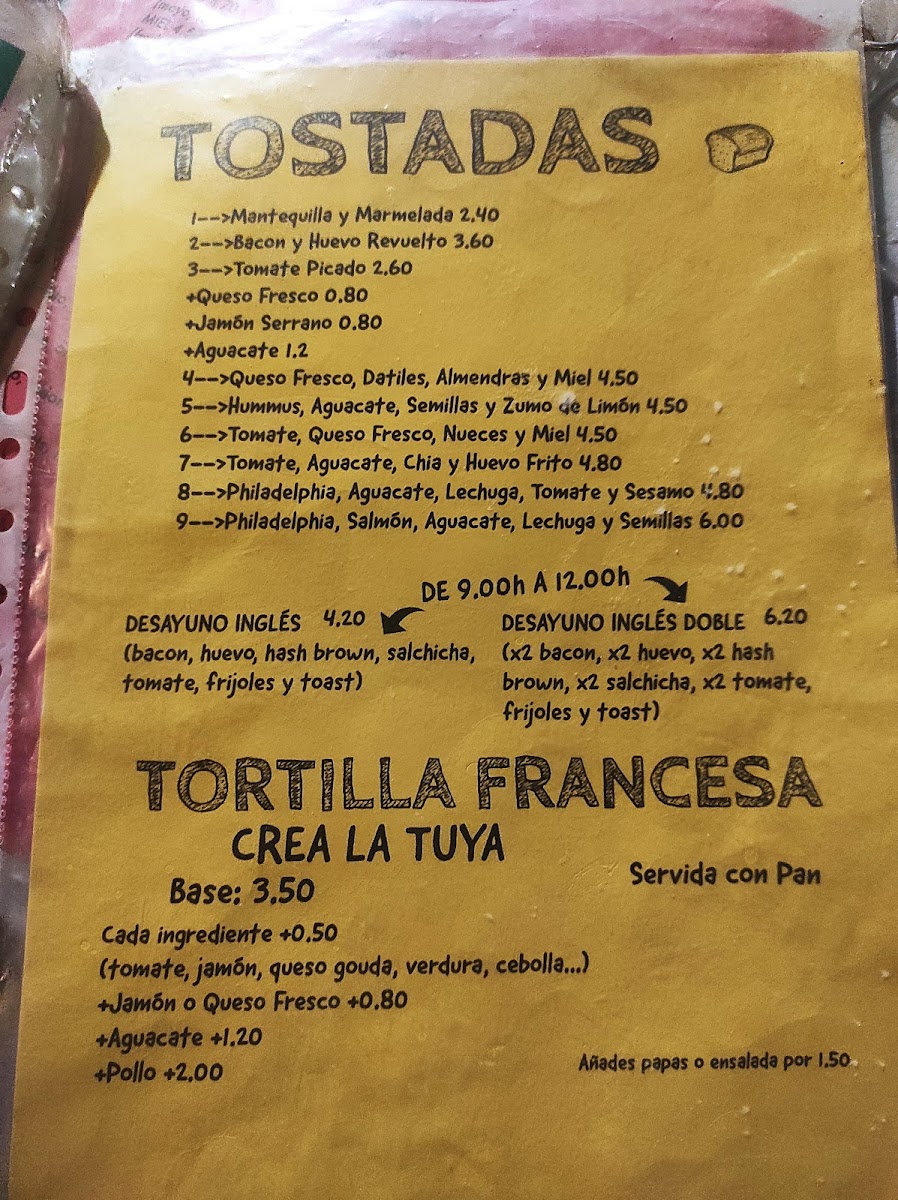 TOSTADAS
1-->Mantequilla y Marmelada 2.40
2-->Bacon y Huevo Revuelto 3.60
3-->Tomate Picado 2.60
+Queso Fresco 0.80
+Jamón Serrano 0.80
+Aguacate 1.2
4-->Queso Fresco, Datiles, Almendras y Miel 4.50
5-->Hummus, Aguacate, Semillas y Zumo de Limón 4.50
6-->Tomate, Queso Fresco, Nueces y Miel 4.50
7-->Tomate, Aguacate, Chia y Huevo Frito 4.80
8-->Philadelphia, Aguacate, Lechuga, Tomate y Sesamo 4.80
9-->Philadelphia, Salmón, Aguacate, Lechuga y Semillas 6.00
DE 9.00h A 12.00h
DESAYUNO INGLÉS 4.20
(bacon, huevo, hash brown, salchicha,
tomate, frijoles y toast)
DESAYUNO INGLÉS DOBLE 6.20
(x2 bacon, x2 huevo, x2 hash
brown, x2 salchicha, x2 tomate,
frijoles y toast)
TORTILLA FRANCESA
CREA LA TUYA
Servida con Pan
Base: 3.50
Cada ingrediente +0.50
(tomate, jamón, queso gouda, verdura, cebolla...)
+Jamón o Queso Fresco +0.80
+Aguacate +1.20
+Pollo +2.00
Añades papas o ensalada por 1.50